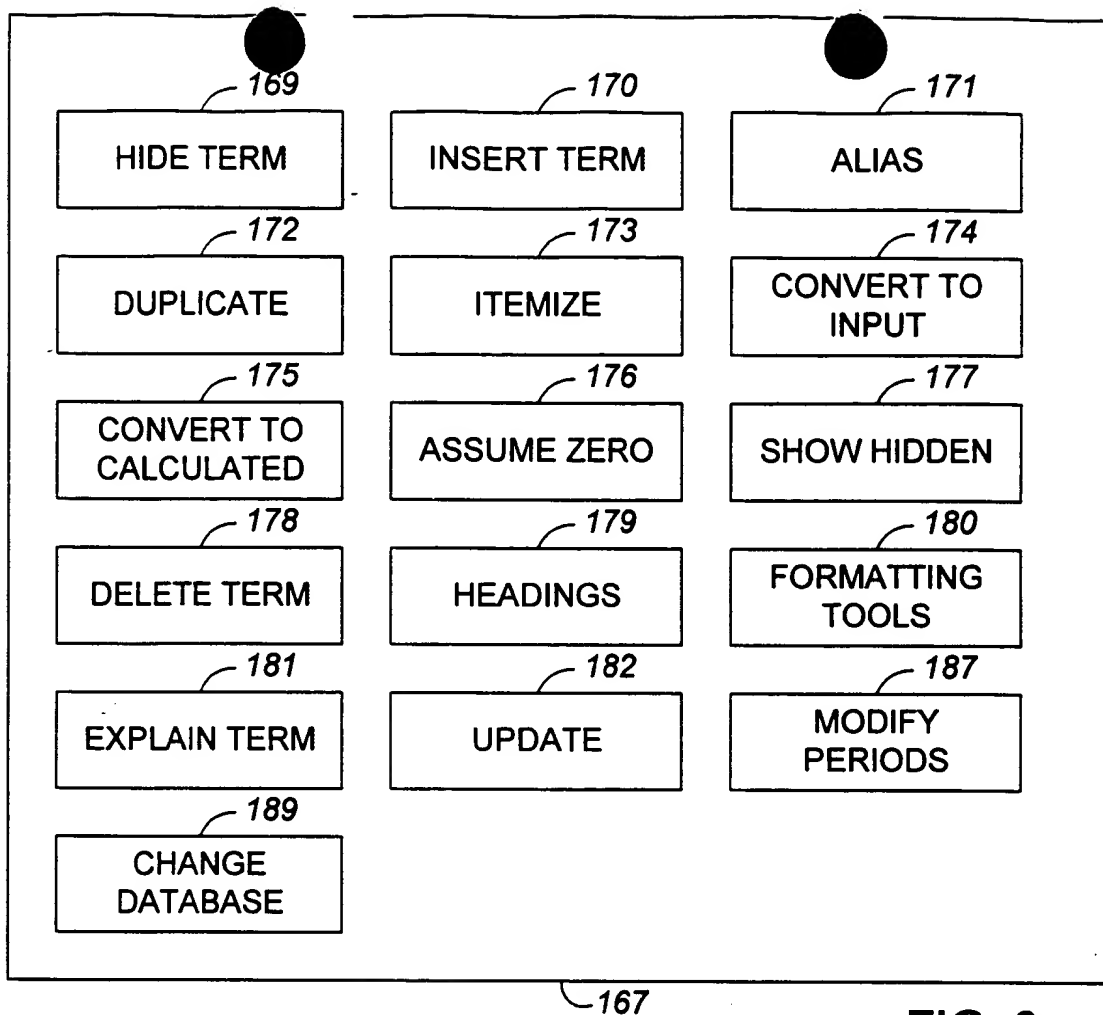 169
170
171
HIDE TERM
INSERT TERM
ALIAS
172
173
174
DUPLICATE
ITEMIZE
CONVERT TO
INPUT
175
176
177
CONVERT TO
CALCULATED
ASSUME ZERO
SHOW HIDDEN
178
179
180
DELETE TERM
HEADINGS
FORMATTING
TOOLS
181
182
187
EXPLAIN TERM
UPDATE
MODIFY
PERIODS
189
CHANGE
DATABASE
167